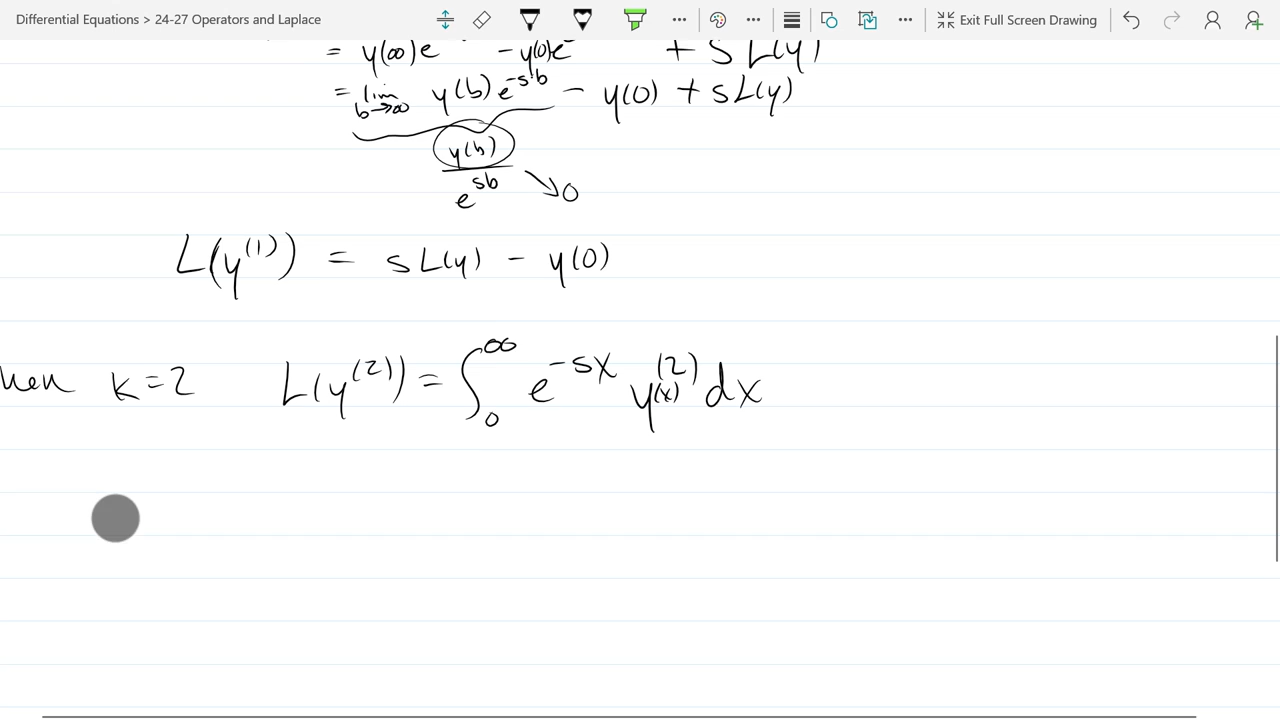 Differential Equations > 24-27 Operators and Laplace
Exit Full Screen Drawing
= y(∞)e - y(0)e + s L(y)
= lim b→∞ y(b) e^{-sb} - y(0) + s L(y)
y(b)
e^{sb} ↘ 0
L(y^{(1)}) = s L(y) - y(0)
hen k=2 L(y^{(2)}) = ∫_0^∞ e^{-sx} y^{(2)}(x) dx